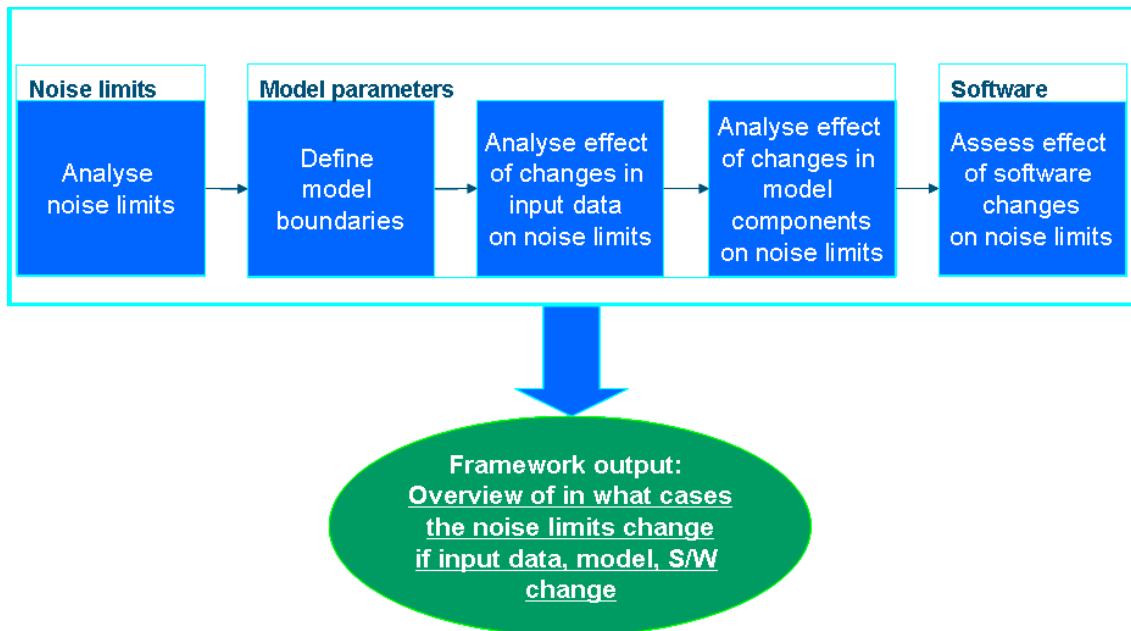 Noise limits
Model parameters
Software
Analyse
noise limits
Define
model
boundaries
Analyse effect
of changes in
input data
on noise limits
Analyse effect
of changes in
model
components
on noise limits
Assess effect
of software
changes
on noise limits
Framework output:
Overview of in what cases
the noise limits change
if input data, model, S/W
change